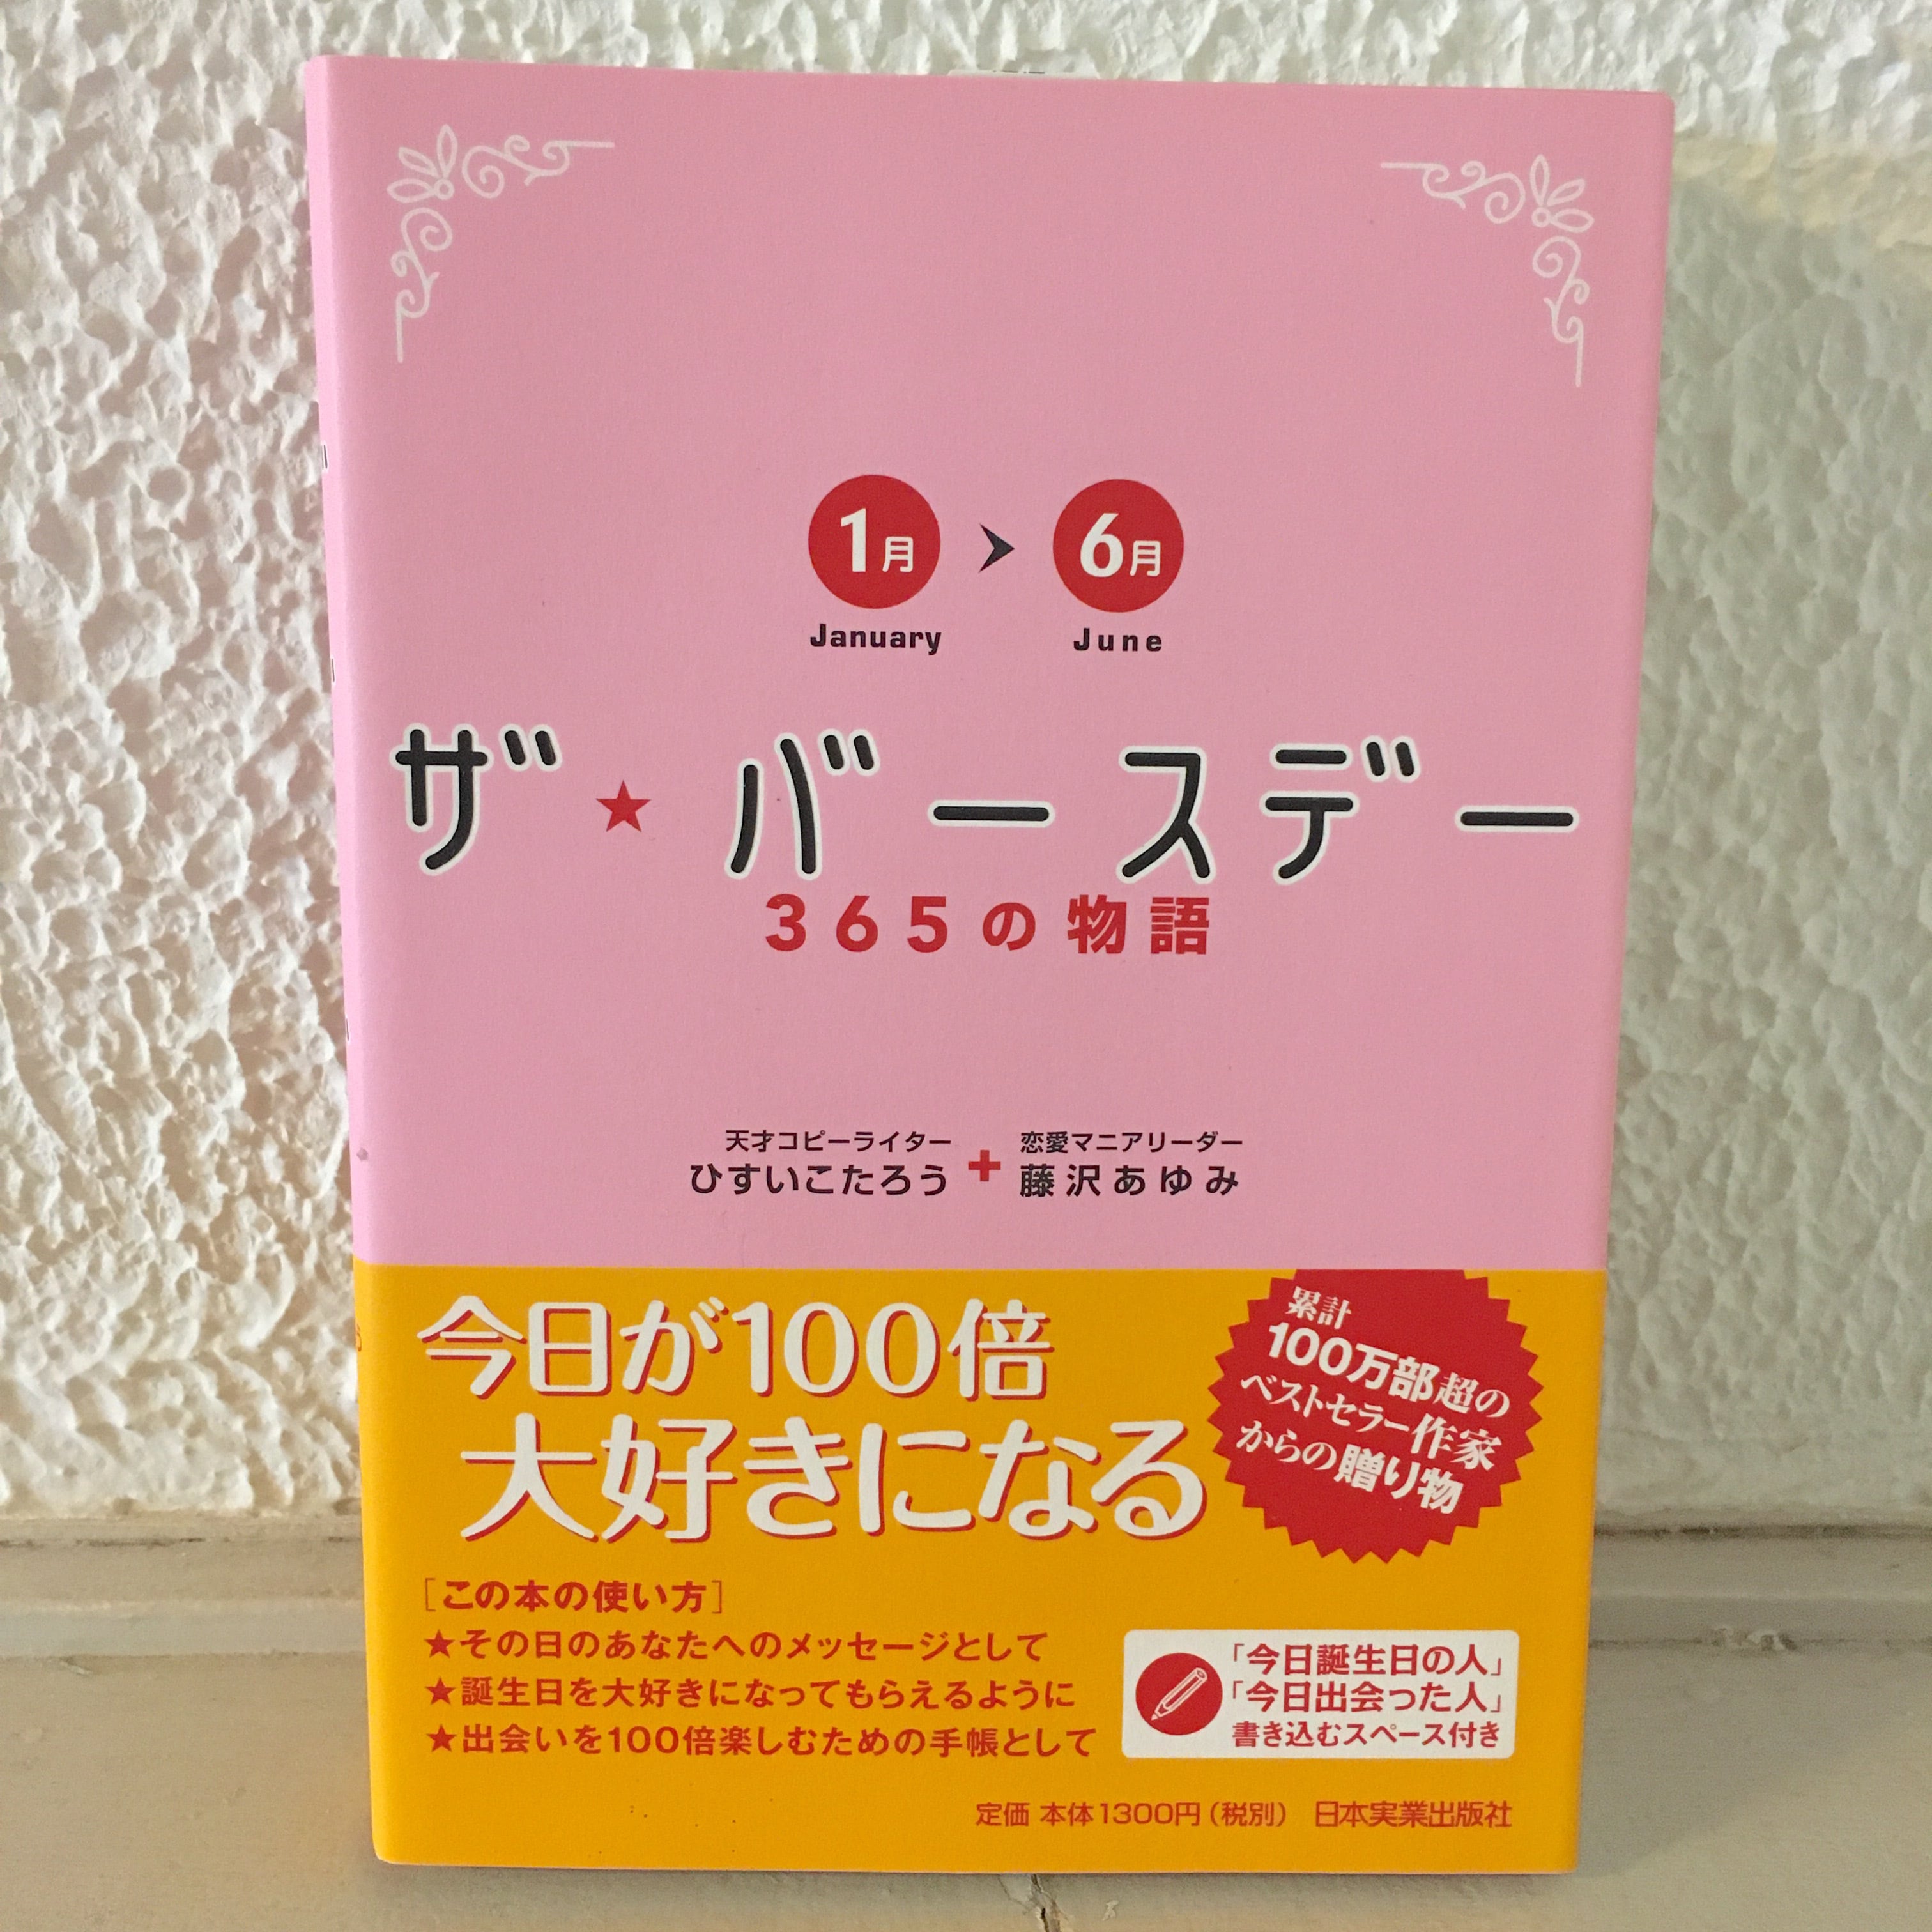 1月 > 6月
January June
ザ★バースデー
365の物語
天才コピーライター
ひすいこたろう
+
恋愛マニアリーダー
藤沢あゆみ
今日が100倍
大好きになる
累計
100万部超の
ベストセラー作家
からの贈り物
[この本の使い方]
★その日のあなたへのメッセージとして
★誕生日を大好きになってもらえるように
★出会いを100倍楽しむための手帳として
「今日誕生日の人」
「今日出会った人」
書き込むスペース付き
定価 本体1300円(税別) 日本実業出版社